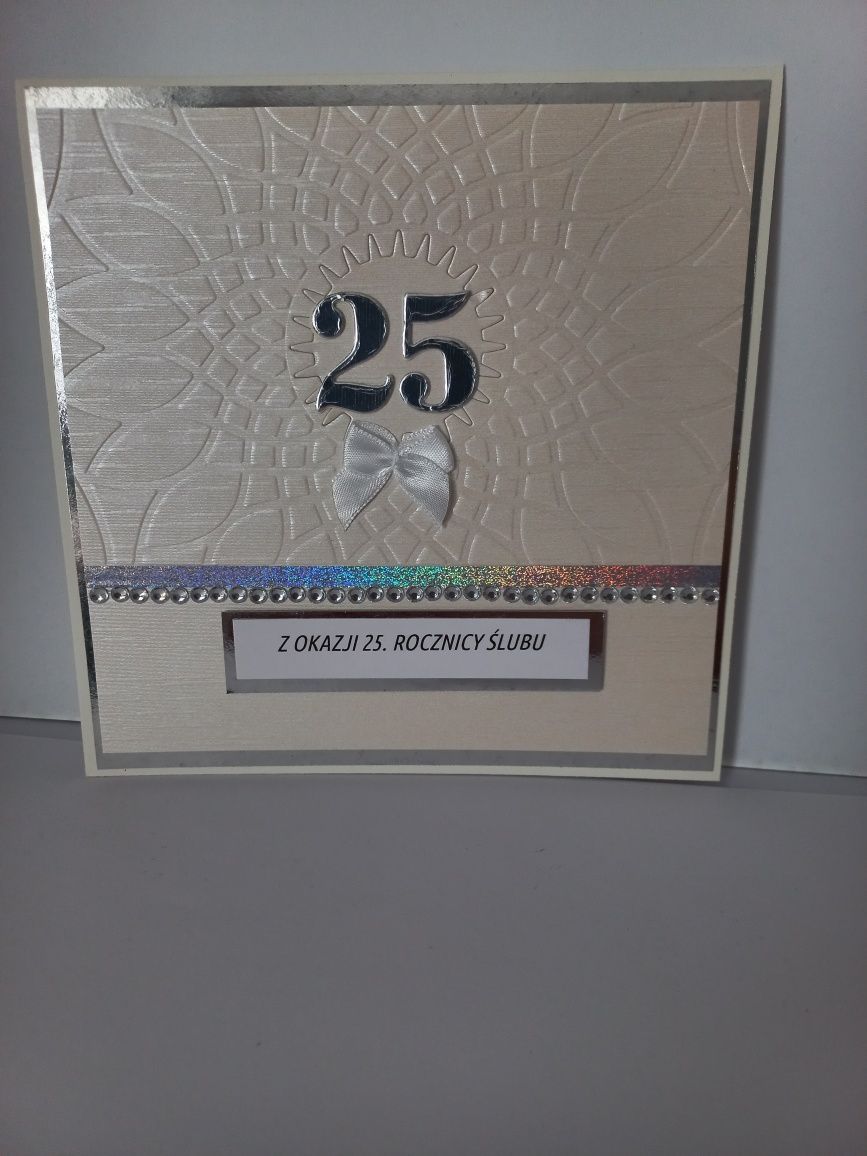 25
Z OKAZJI 25. ROCZNICY ŚLUBU